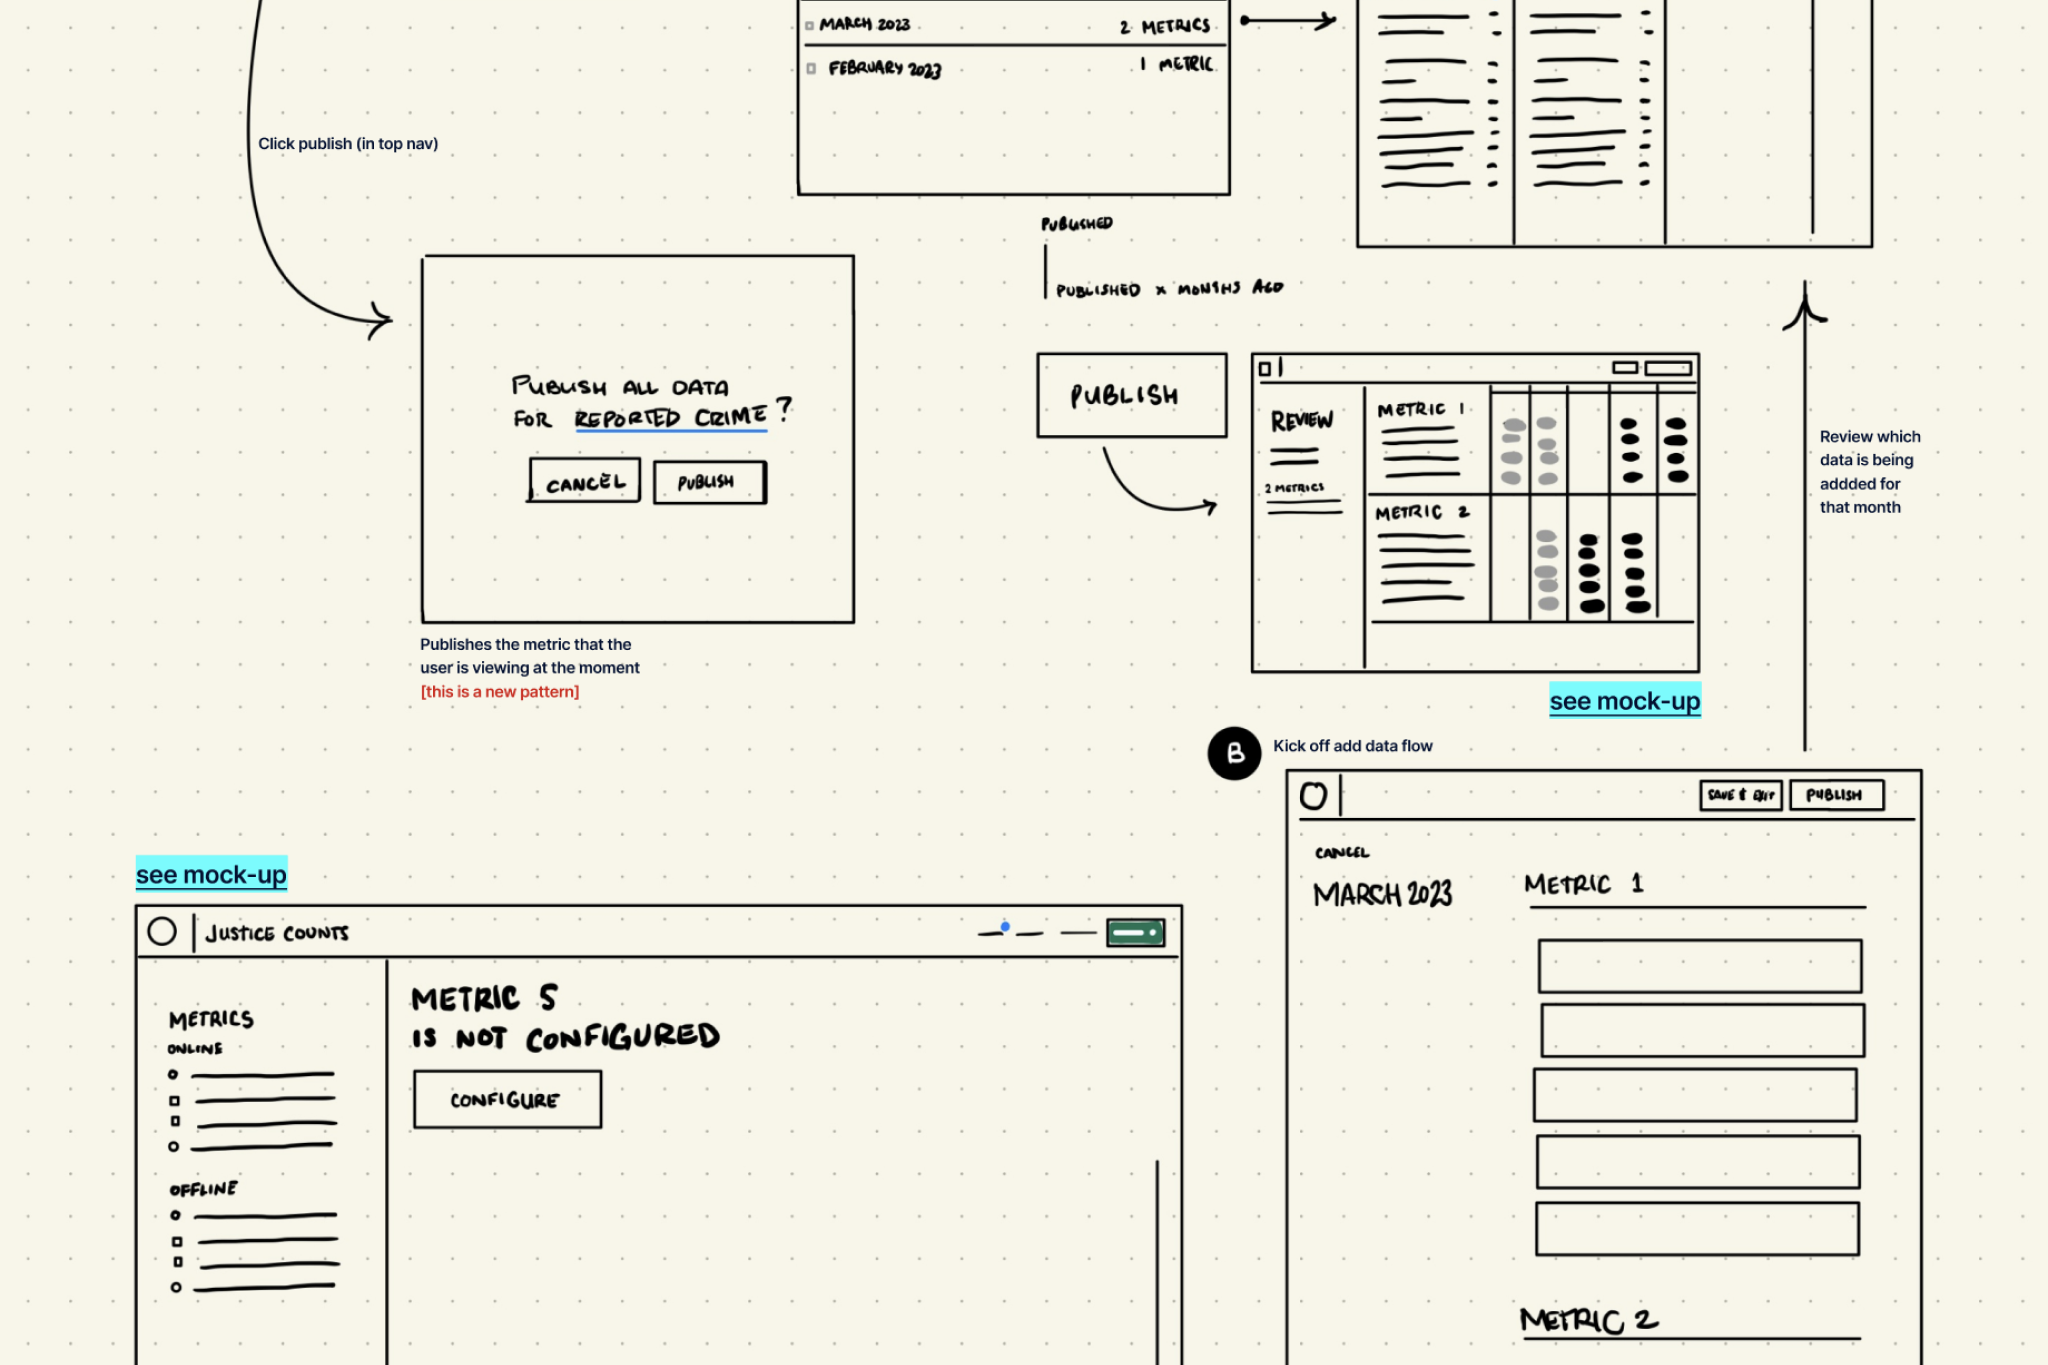 MARCH 2023 2 METRICS
FEBRUARY 2023 1 METRIC
Click publish (in top nav)
PUBLISHED
PUBLISHED x MONTHS AGO
PUBLISH ALL DATA
FOR REPORTED CRIME?
CANCEL PUBLISH
Publishes the metric that the
user is viewing at the moment
[this is a new pattern]
PUBLISH
REVIEW
2 METRICS
METRIC 1
METRIC 2
see mock-up
Review which
data is being
addded for
that month
B Kick off add data flow
SAVE & EXIT PUBLISH
CANCEL
MARCH 2023
METRIC 1
METRIC 2
see mock-up
JUSTICE COUNTS
METRICS
ONLINE
OFFLINE
METRIC 5
IS NOT CONFIGURED
CONFIGURE